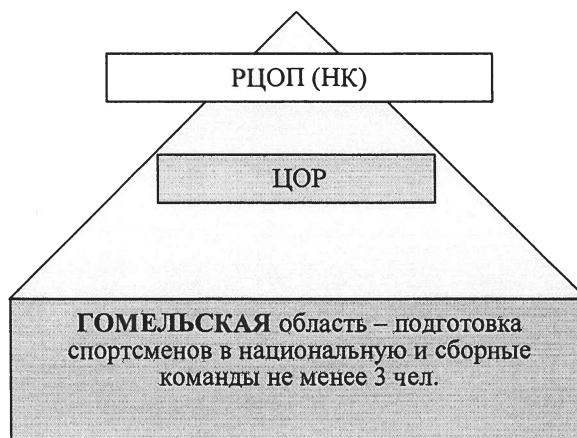 РЦОП (НК)
ЦОР
ГОМЕЛЬСКАЯ область – подготовка
спортсменов в национальную и сборные
команды не менее 3 чел.